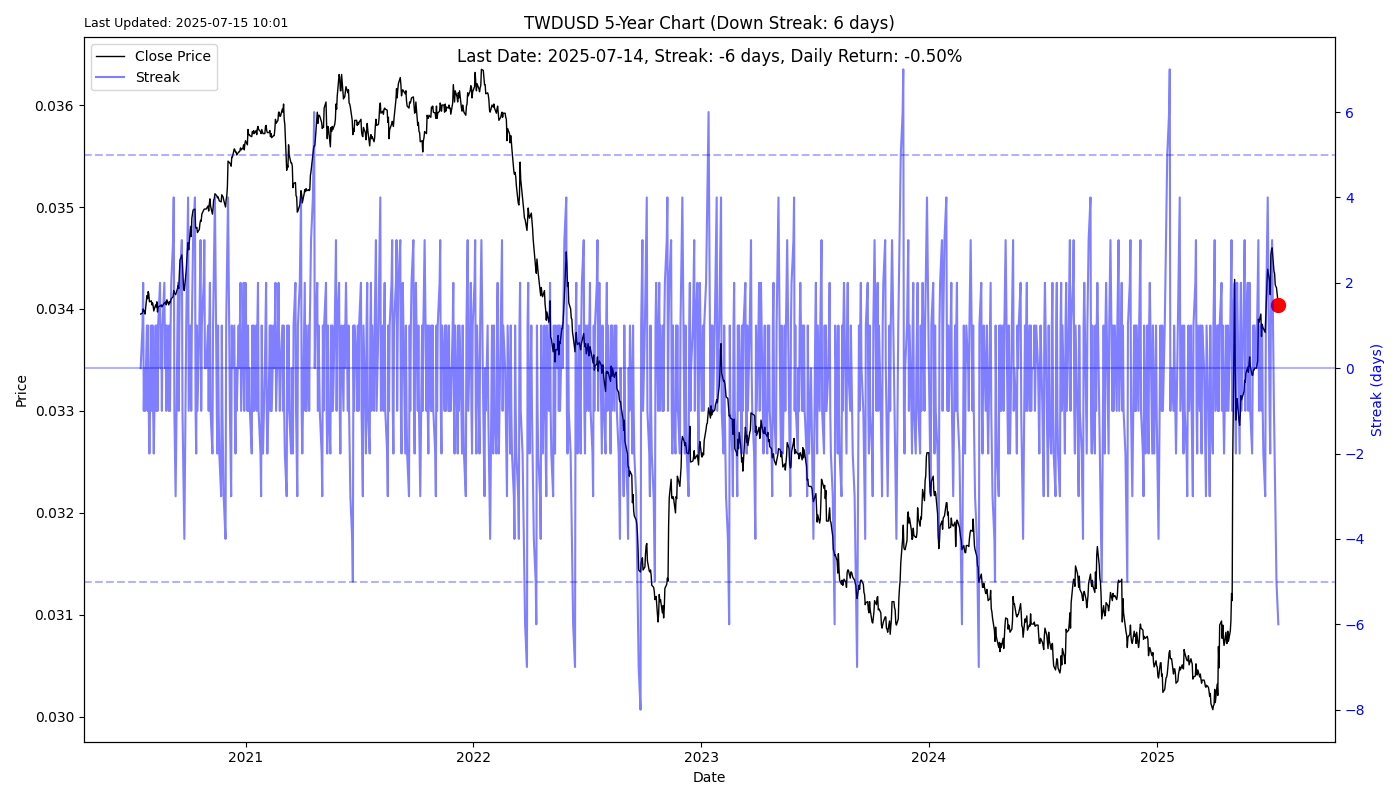 Last Updated: 2025-07-15 10:01
TWDUSD 5-Year Chart (Down Streak: 6 days)
Last Date: 2025-07-14, Streak: -6 days, Daily Return: -0.50%
Close Price
Streak
Price
0.036
0.035
0.034
0.033
0.032
0.031
0.030
6
4
2
0
−2
−4
−6
−8
Streak (days)
2021
2022
2023
2024
2025
Date